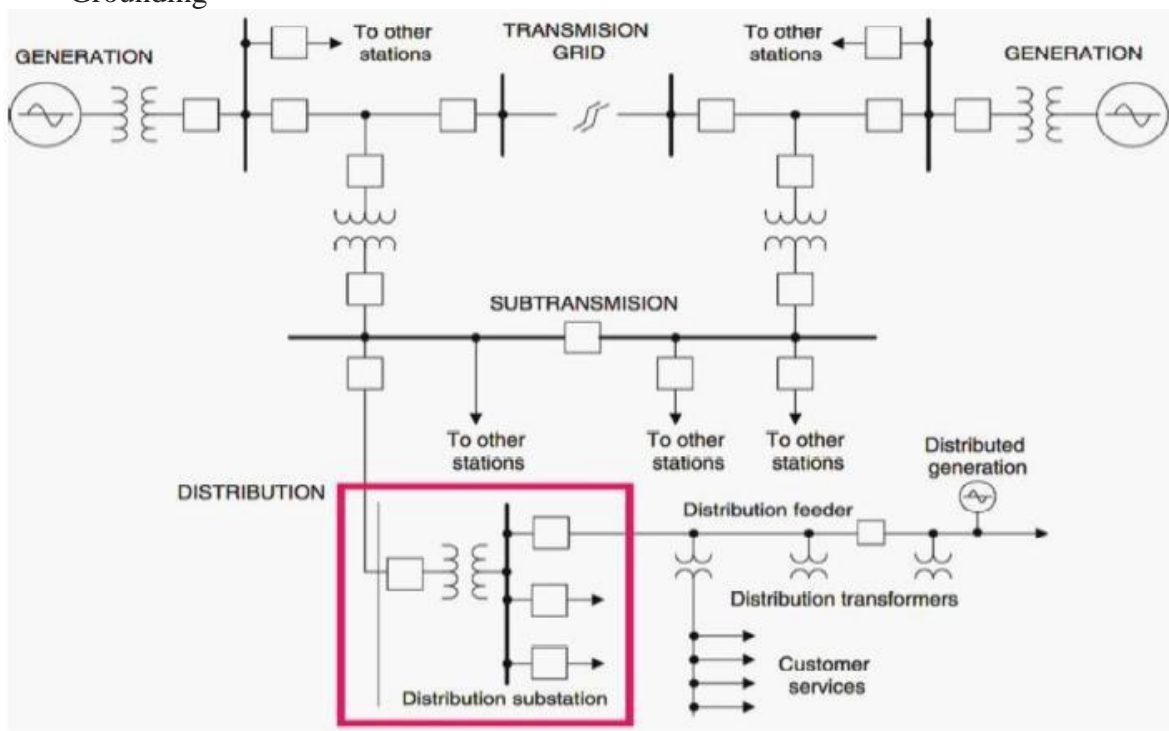 Grounding
GENERATION
To other
stations
TRANSMISION
GRID
To other
stations
GENERATION
SUBTRANSMISION
To other
stations
To other
stations
To other
stations
Distributed
generation
DISTRIBUTION
Distribution feeder
Distribution transformers
Distribution substation
Customer
services